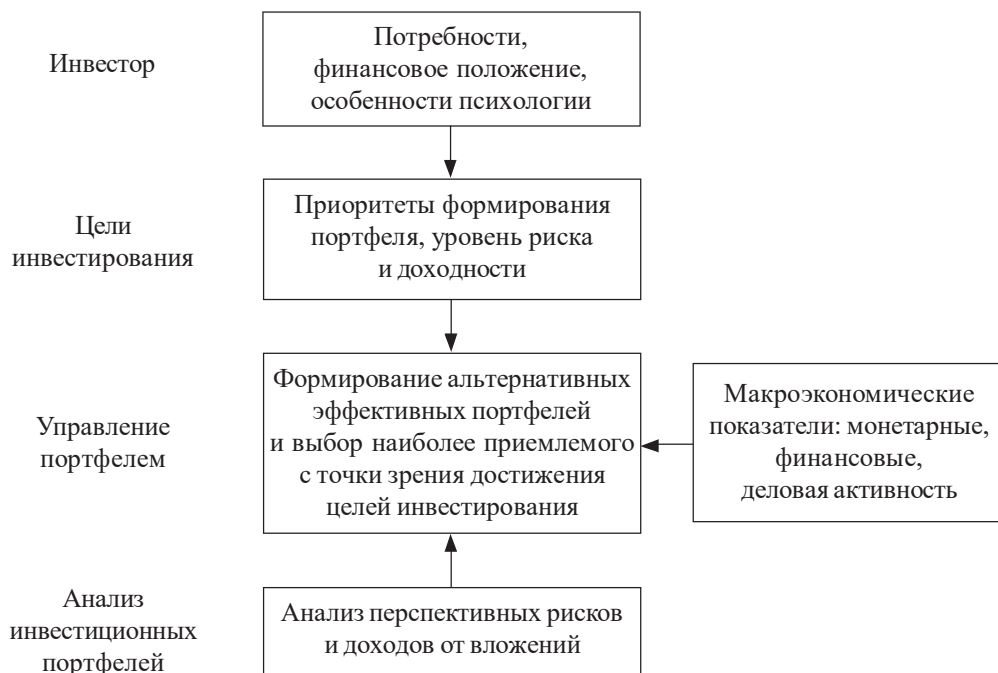 Инвестор
Потребности,
финансовое положение,
особенности психологии
Цели
инвестирования
Приоритеты формирования
портфеля, уровень риска
и доходности
Управление
портфелем
Формирование альтернативных
эффективных портфелей
и выбор наиболее приемлемого
с точки зрения достижения
целей инвестирования
Макроэкономические
показатели: монетарные,
финансовые,
деловая активность
Анализ
инвестиционных
портфелей
Анализ перспективных рисков
и доходов от вложений